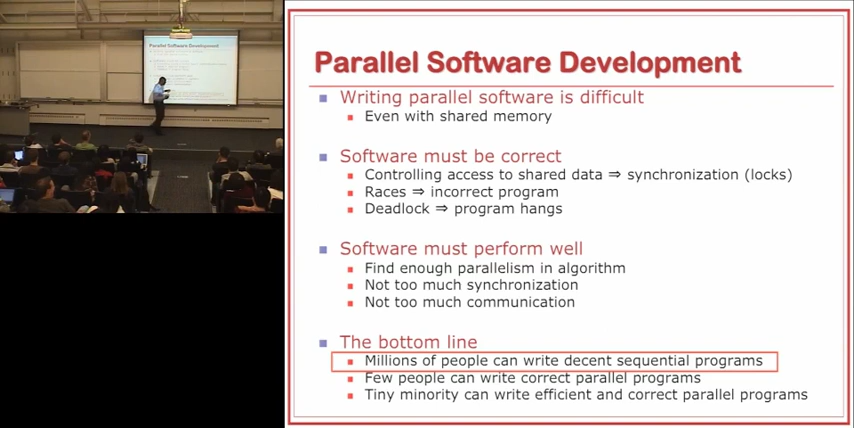 Parallel Software Development
Writing parallel software is difficult
Even with shared memory
Software must be correct
Controlling access to shared data ⇒ synchronization (locks)
Races ⇒ incorrect program
Deadlock ⇒ program hangs
Software must perform well
Find enough parallelism in algorithm
Not too much synchronization
Not too much communication
The bottom line
Millions of people can write decent sequential programs
Few people can write correct parallel programs
Tiny minority can write efficient and correct parallel programs
Parallel Software Development